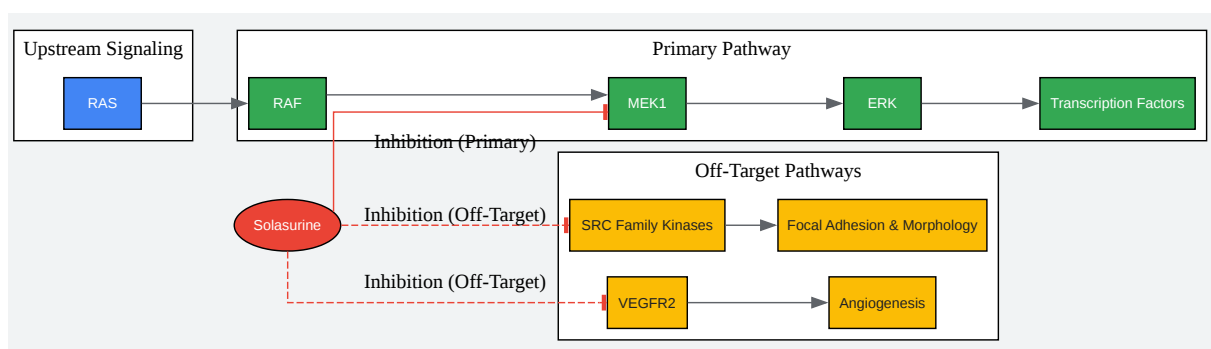 Upstream Signaling
Primary Pathway
RAS
RAF
MEK1
ERK
Transcription Factors
Inhibition (Primary)
Off-Target Pathways
Solasurine
Inhibition (Off-Target)
SRC Family Kinases
Focal Adhesion & Morphology
Inhibition (Off-Target)
VEGFR2
Angiogenesis